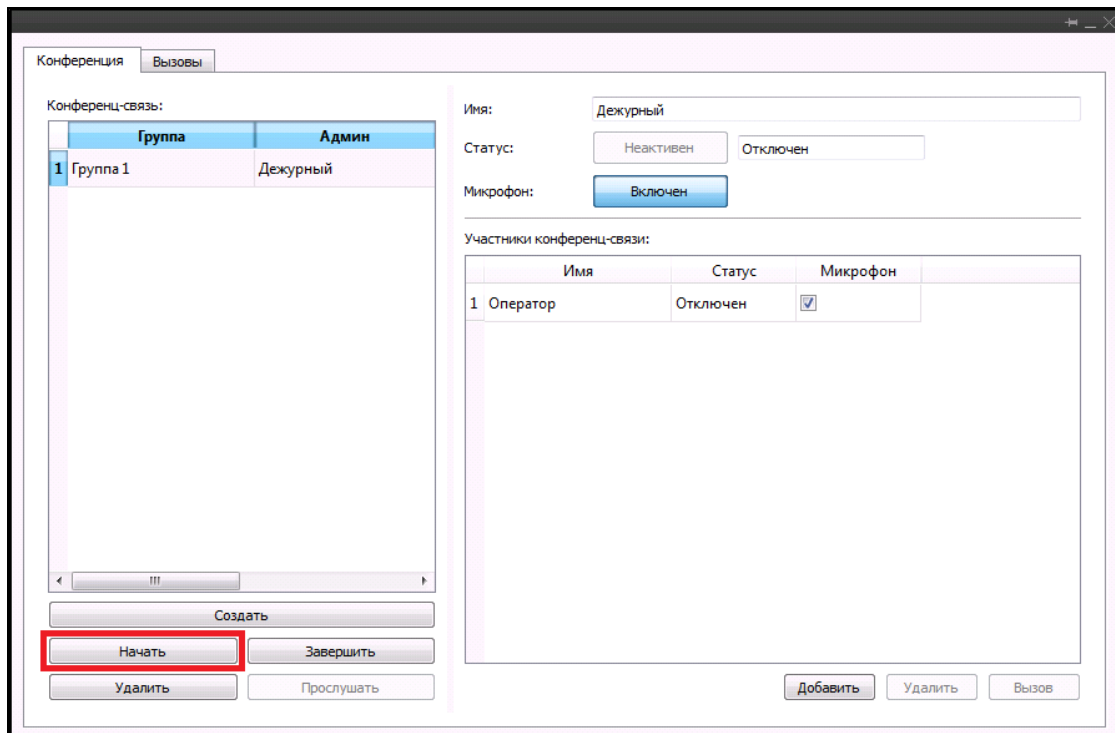 Конференция Вызовы
Конференц-связь:
Группа Админ
1 Группа 1 Дежурный
Создать
Начать Завершить
Удалить Прослушать
Имя: Дежурный
Статус: Неактивен Отключен
Микрофон: Включен
Участники конференц-связи:
Имя Статус Микрофон
1 Оператор Отключен
Добавить Удалить Вызов